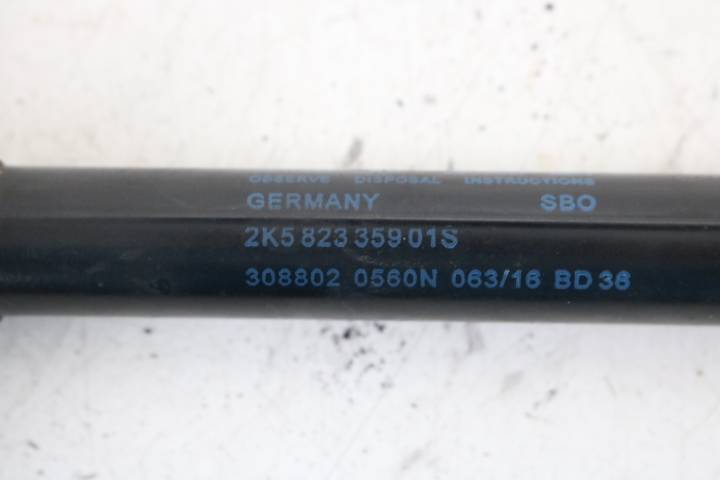 OBSERVE DISPOSAL INSTRUCTIONS
GERMANY SBO
2K5 823 359 01S
308802 0560N 063/16 BD 36